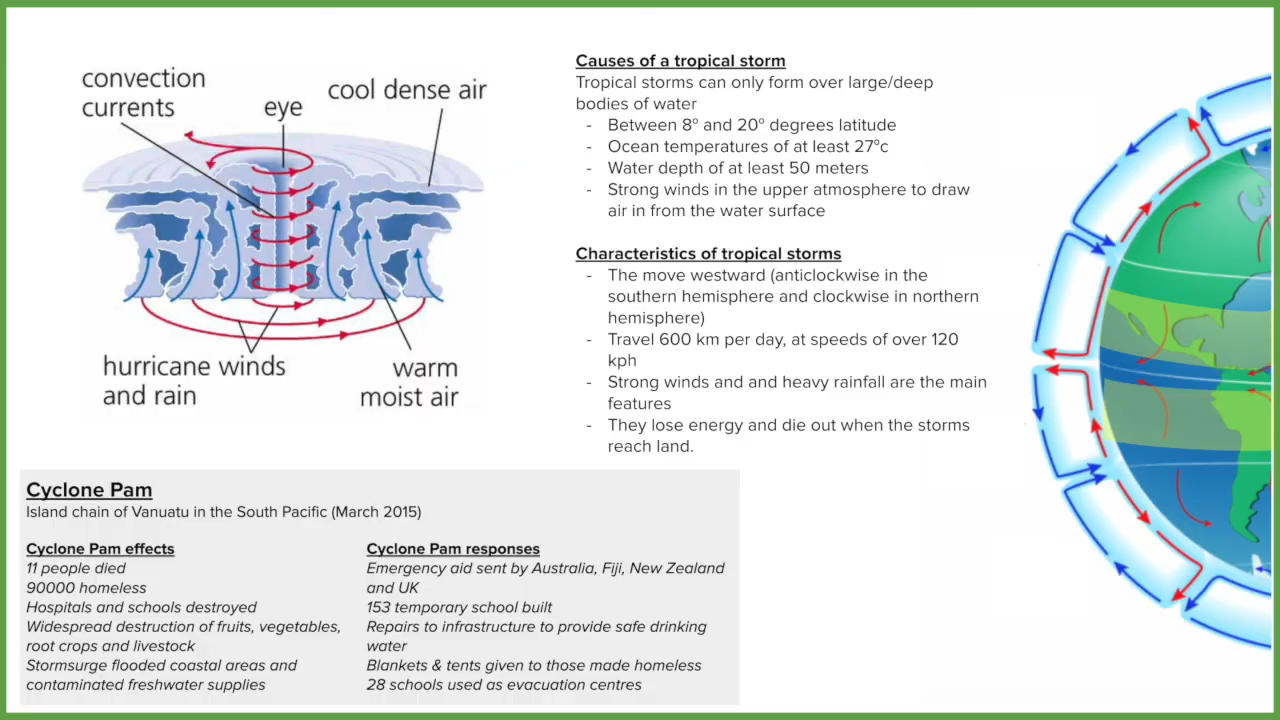 convection
currents
eye
cool dense air
hurricane winds
and rain
warm
moist air
Causes of a tropical storm
Tropical storms can only form over large/deep
bodies of water
- Between 8º and 20º degrees latitude
- Ocean temperatures of at least 27ºc
- Water depth of at least 50 meters
- Strong winds in the upper atmosphere to draw
air in from the water surface
Characteristics of tropical storms
- The move westward (anticlockwise in the
southern hemisphere and clockwise in northern
hemisphere)
- Travel 600 km per day, at speeds of over 120
kph
- Strong winds and and heavy rainfall are the main
features
- They lose energy and die out when the storms
reach land.
Cyclone Pam
Island chain of Vanuatu in the South Pacific (March 2015)
Cyclone Pam effects
11 people died
90000 homeless
Hospitals and schools destroyed
Widespread destruction of fruits, vegetables,
root crops and livestock
Stormsurge flooded coastal areas and
contaminated freshwater supplies
Cyclone Pam responses
Emergency aid sent by Australia, Fiji, New Zealand
and UK
153 temporary school built
Repairs to infrastructure to provide safe drinking
water
Blankets & tents given to those made homeless
28 schools used as evacuation centres